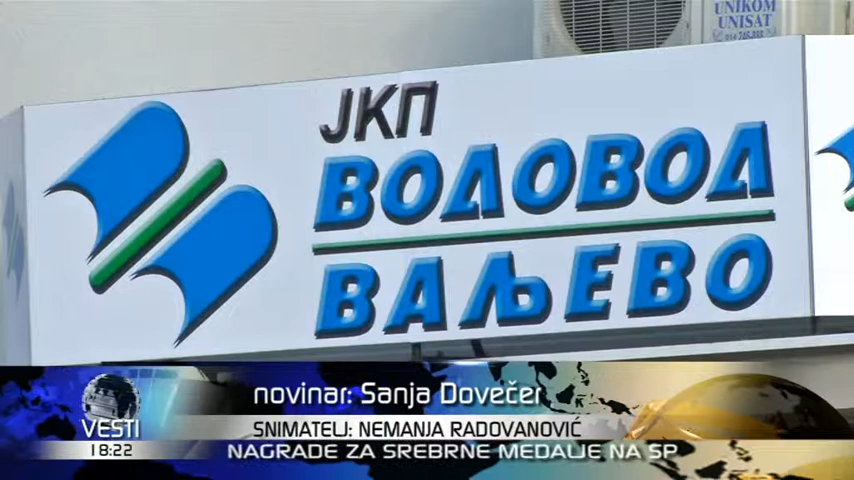 UNIKOM
UNISAT
ЈКП
ВОДОВОД
ВАЉЕВО
novinar: Sanja Dovečer
SNIMATELJ: NEMANJA RADOVANOVIĆ
VESTI
18:22
NAGRADE ZA SREBRNE MEDALJE NA SP